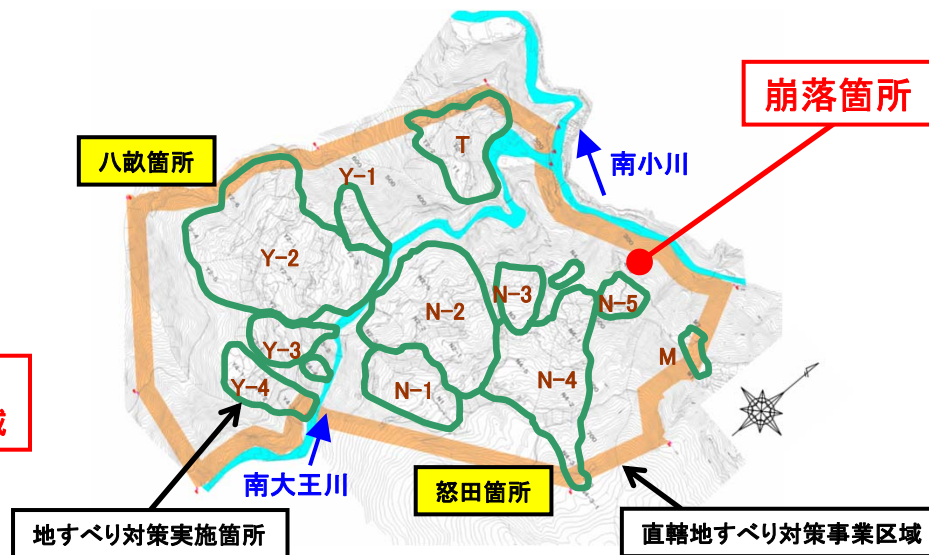 崩落箇所
八畝箇所
T
南小川
Y-1
Y-2
N-3
N-5
N-2
Y-3
M
Y-4
N-1
N-4
域
南大王川
怒田箇所
地すべり対策実施箇所
直轄地すべり対策事業区域